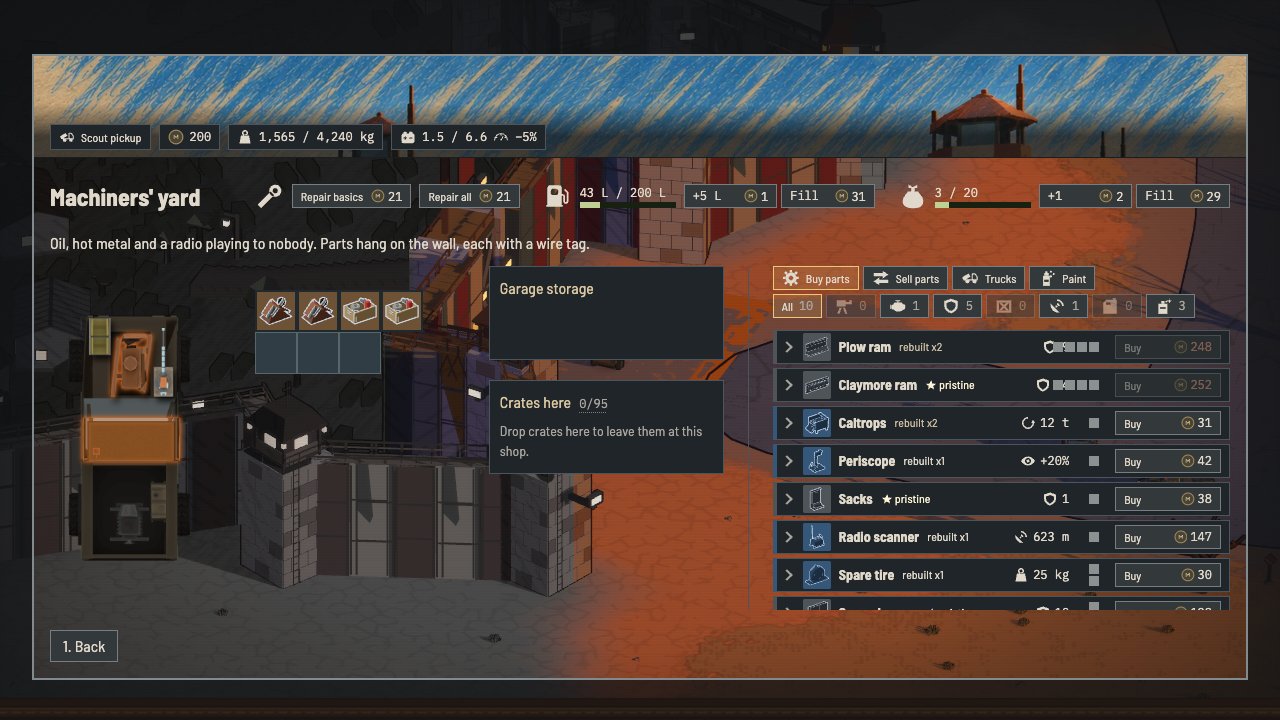 Scout pickup
200
1,565 / 4,240 kg
1.5 / 6.6
-5%
Machiners' yard
Repair basics 21
Repair all 21
43 L / 200 L
+5 L 1
Fill 31
3 / 20
+1 2
Fill 29
Oil, hot metal and a radio playing to nobody. Parts hang on the wall, each with a wire tag.
Garage storage
Crates here 0/95
Drop crates here to leave them at this
shop.
Buy parts
Sell parts
Trucks
Paint
All 10
0
1
5
0
1
0
3
Plow ram rebuilt x2
Buy 248
Claymore ram ★ pristine
Buy 252
Caltrops rebuilt x2 12 t
Buy 31
Periscope rebuilt x1 +20%
Buy 42
Sacks ★ pristine 1
Buy 38
Radio scanner rebuilt x1 623 m
Buy 147
Spare tire rebuilt x1 25 kg
Buy 30
1. Back